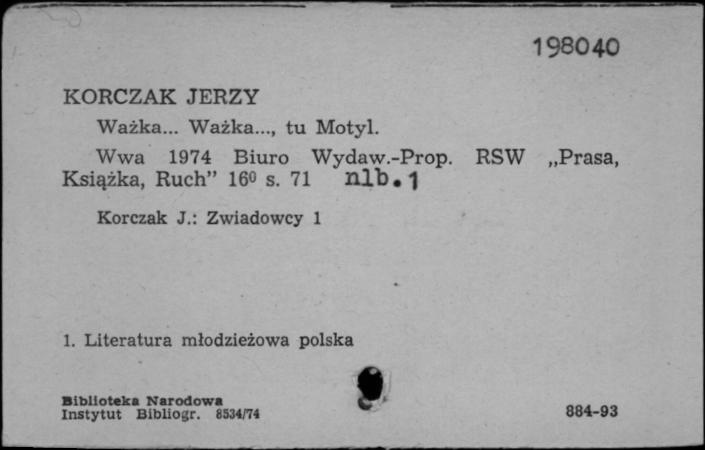 198040
KORCZAK JERZY
Ważka... Ważka..., tu Motyl.
Wwa 1974 Biuro Wydaw.-Prop. RSW „Prasa,
Książka, Ruch” 16⁰ s. 71 nlb.1
Korczak J.: Zwiadowcy 1
1. Literatura młodzieżowa polska
Biblioteka Narodowa
Instytut Bibliogr. 8534/74
884-93